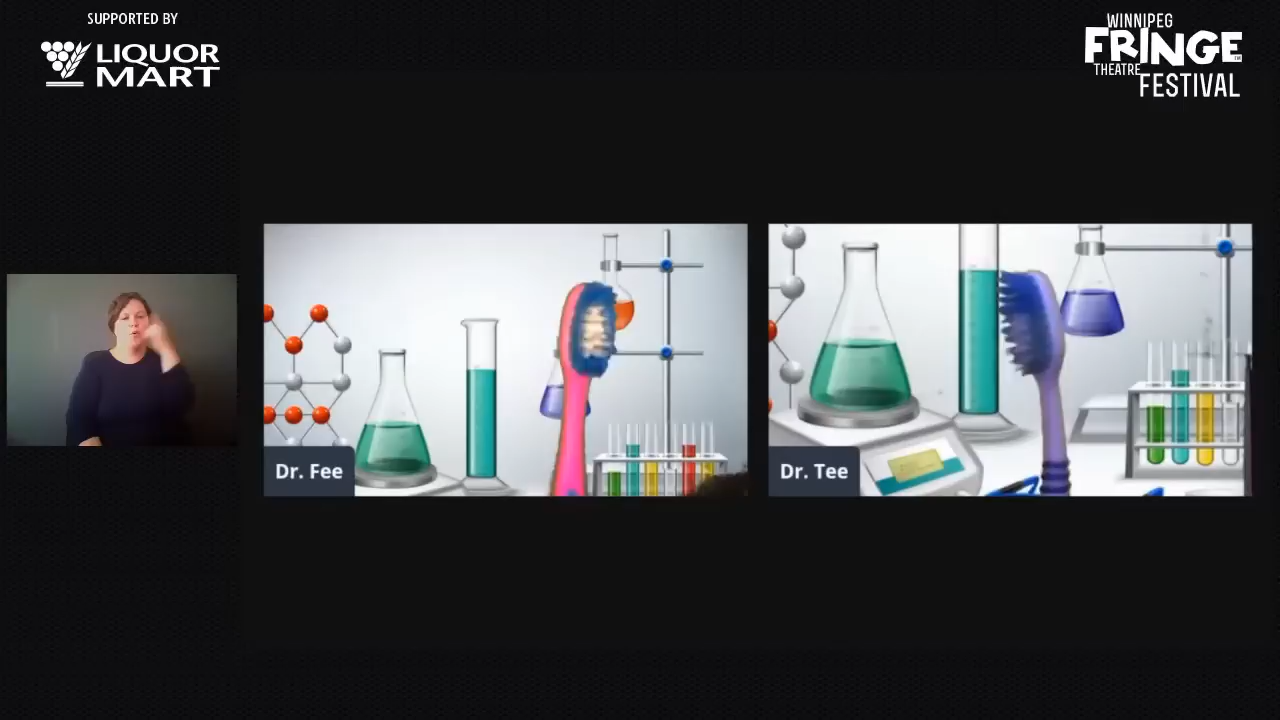 SUPPORTED BY
LIQUOR
MART
WINNIPEG
FRINGE
THEATRE
FESTIVAL
Dr. Fee
Dr. Tee